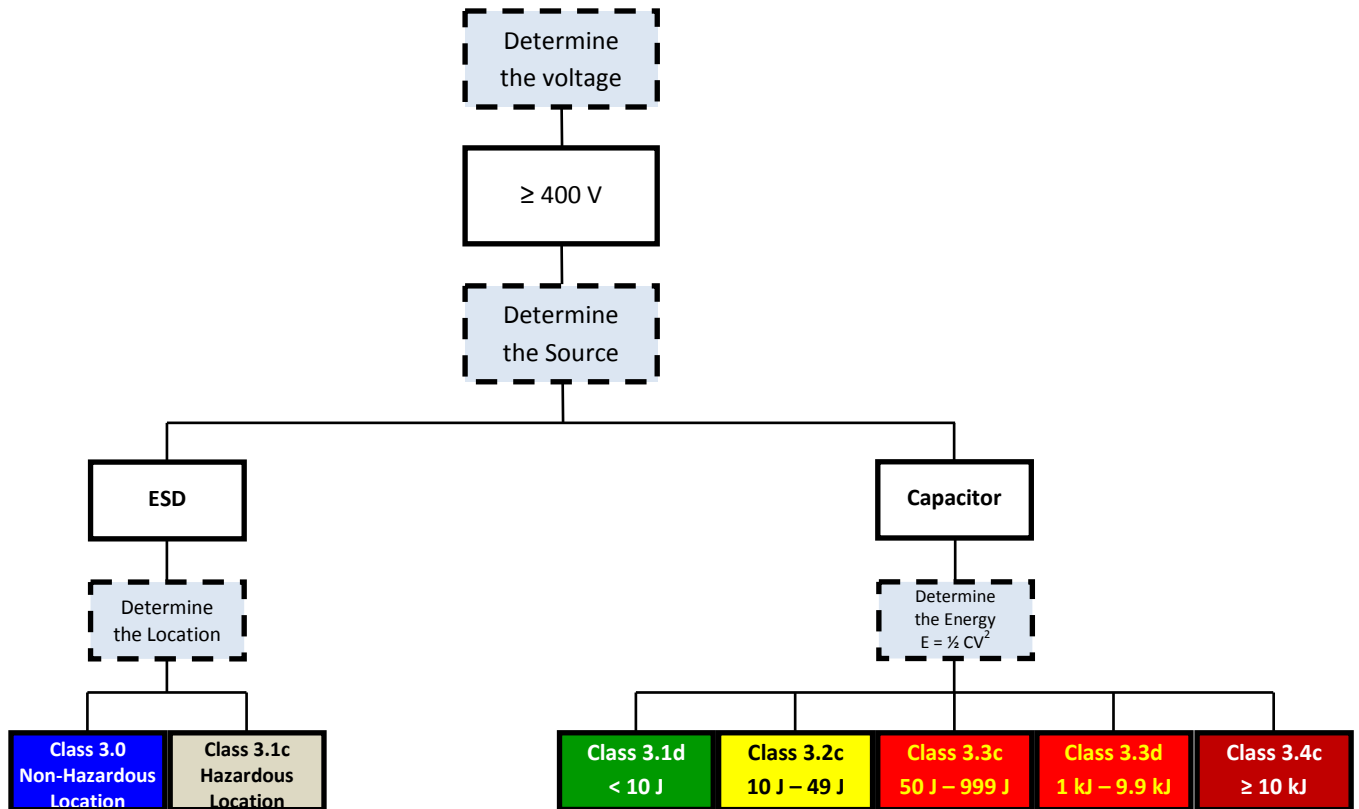 Determine
the voltage
≥ 400 V
Determine
the Source
ESD
Capacitor
Determine
the Location
Determine
the Energy
E = ½ CV²
Class 3.0
Non-Hazardous
Location
Class 3.1c
Hazardous
Location
Class 3.1d
< 10 J
Class 3.2c
10 J – 49 J
Class 3.3c
50 J – 999 J
Class 3.3d
1 kJ – 9.9 kJ
Class 3.4c
≥ 10 kJ